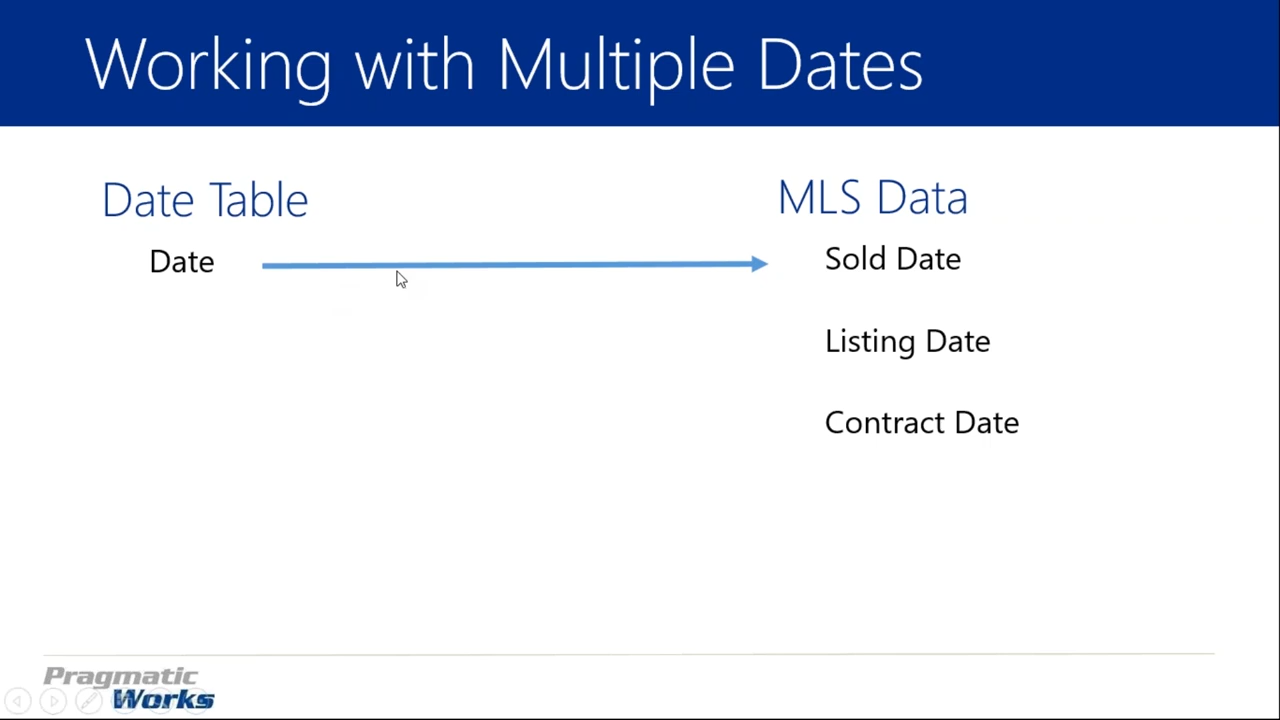 Working with Multiple Dates
Date Table
MLS Data
Date
Sold Date
Listing Date
Contract Date
Pragmatic
Works